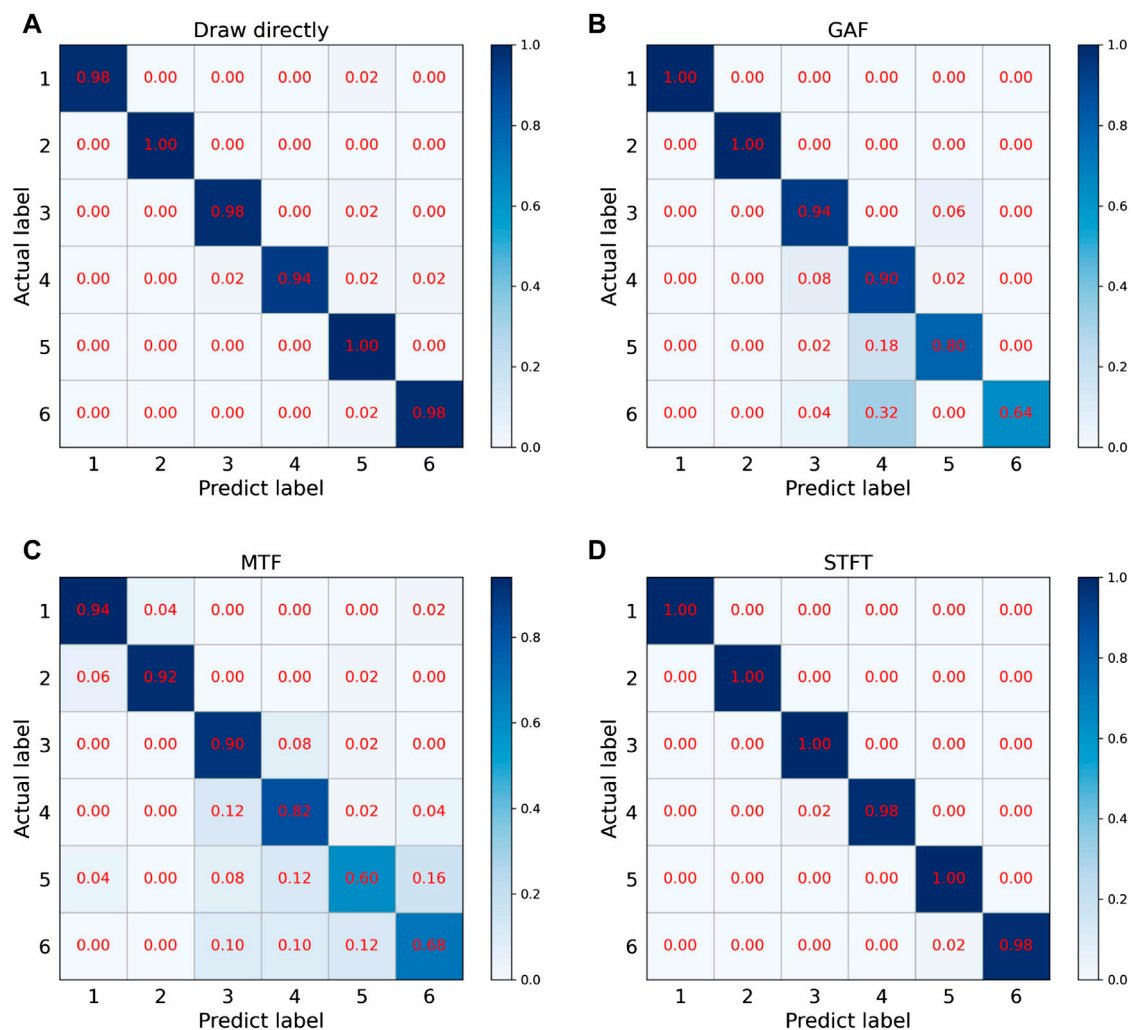 A
Draw directly
1.0
1 0.98 0.00 0.00 0.00 0.02 0.00
0.8
2 0.00 1.00 0.00 0.00 0.00 0.00
3 0.00 0.00 0.98 0.00 0.02 0.00
0.6
4 0.00 0.00 0.02 0.94 0.02 0.02
0.4
5 0.00 0.00 0.00 0.00 1.00 0.00
0.2
6 0.00 0.00 0.00 0.00 0.02 0.98
0.0
1 2 3 4 5 6
Predict label
Actual label
B
GAF
1.0
1 1.00 0.00 0.00 0.00 0.00 0.00
0.8
2 0.00 1.00 0.00 0.00 0.00 0.00
3 0.00 0.00 0.94 0.00 0.06 0.00
0.6
4 0.00 0.00 0.08 0.90 0.02 0.00
0.4
5 0.00 0.00 0.02 0.18 0.80 0.00
0.2
6 0.00 0.00 0.04 0.32 0.00 0.64
0.0
1 2 3 4 5 6
Predict label
Actual label
C
MTF
1 0.94 0.04 0.00 0.00 0.00 0.02
0.8
2 0.06 0.92 0.00 0.00 0.02 0.00
0.6
3 0.00 0.00 0.90 0.08 0.02 0.00
4 0.00 0.00 0.12 0.82 0.02 0.04
0.4
5 0.04 0.00 0.08 0.12 0.60 0.16
0.2
6 0.00 0.00 0.10 0.10 0.12 0.68
0.0
1 2 3 4 5 6
Predict label
Actual label
D
STFT
1.0
1 1.00 0.00 0.00 0.00 0.00 0.00
0.8
2 0.00 1.00 0.00 0.00 0.00 0.00
3 0.00 0.00 1.00 0.00 0.00 0.00
0.6
4 0.00 0.00 0.02 0.98 0.00 0.00
0.4
5 0.00 0.00 0.00 0.00 1.00 0.00
0.2
6 0.00 0.00 0.00 0.00 0.02 0.98
0.0
1 2 3 4 5 6
Predict label
Actual label